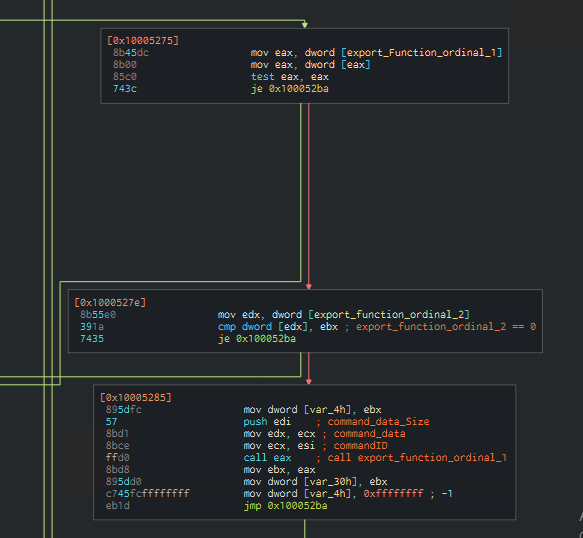 [0x10005275]
8b45dc mov eax, dword [export_Function_ordinal_1]
8b00 mov eax, dword [eax]
85c0 test eax, eax
743c je 0x100052ba
[0x1000527e]
8b55e0 mov edx, dword [export_function_ordinal_2]
391a cmp dword [edx], ebx ; export_function_ordinal_2 == 0
7435 je 0x100052ba
[0x10005285]
895dfc mov dword [var_4h], ebx
57 push edi ; command_data_Size
8bd1 mov edx, ecx ; command_data
8bce mov ecx, esi ; commandID
ffd0 call eax ; call export_function_ordinal_1
8bd8 mov ebx, eax
895dd0 mov dword [var_30h], ebx
c745fcffffffff mov dword [var_4h], 0xffffffff ; -1
eb1d jmp 0x100052ba